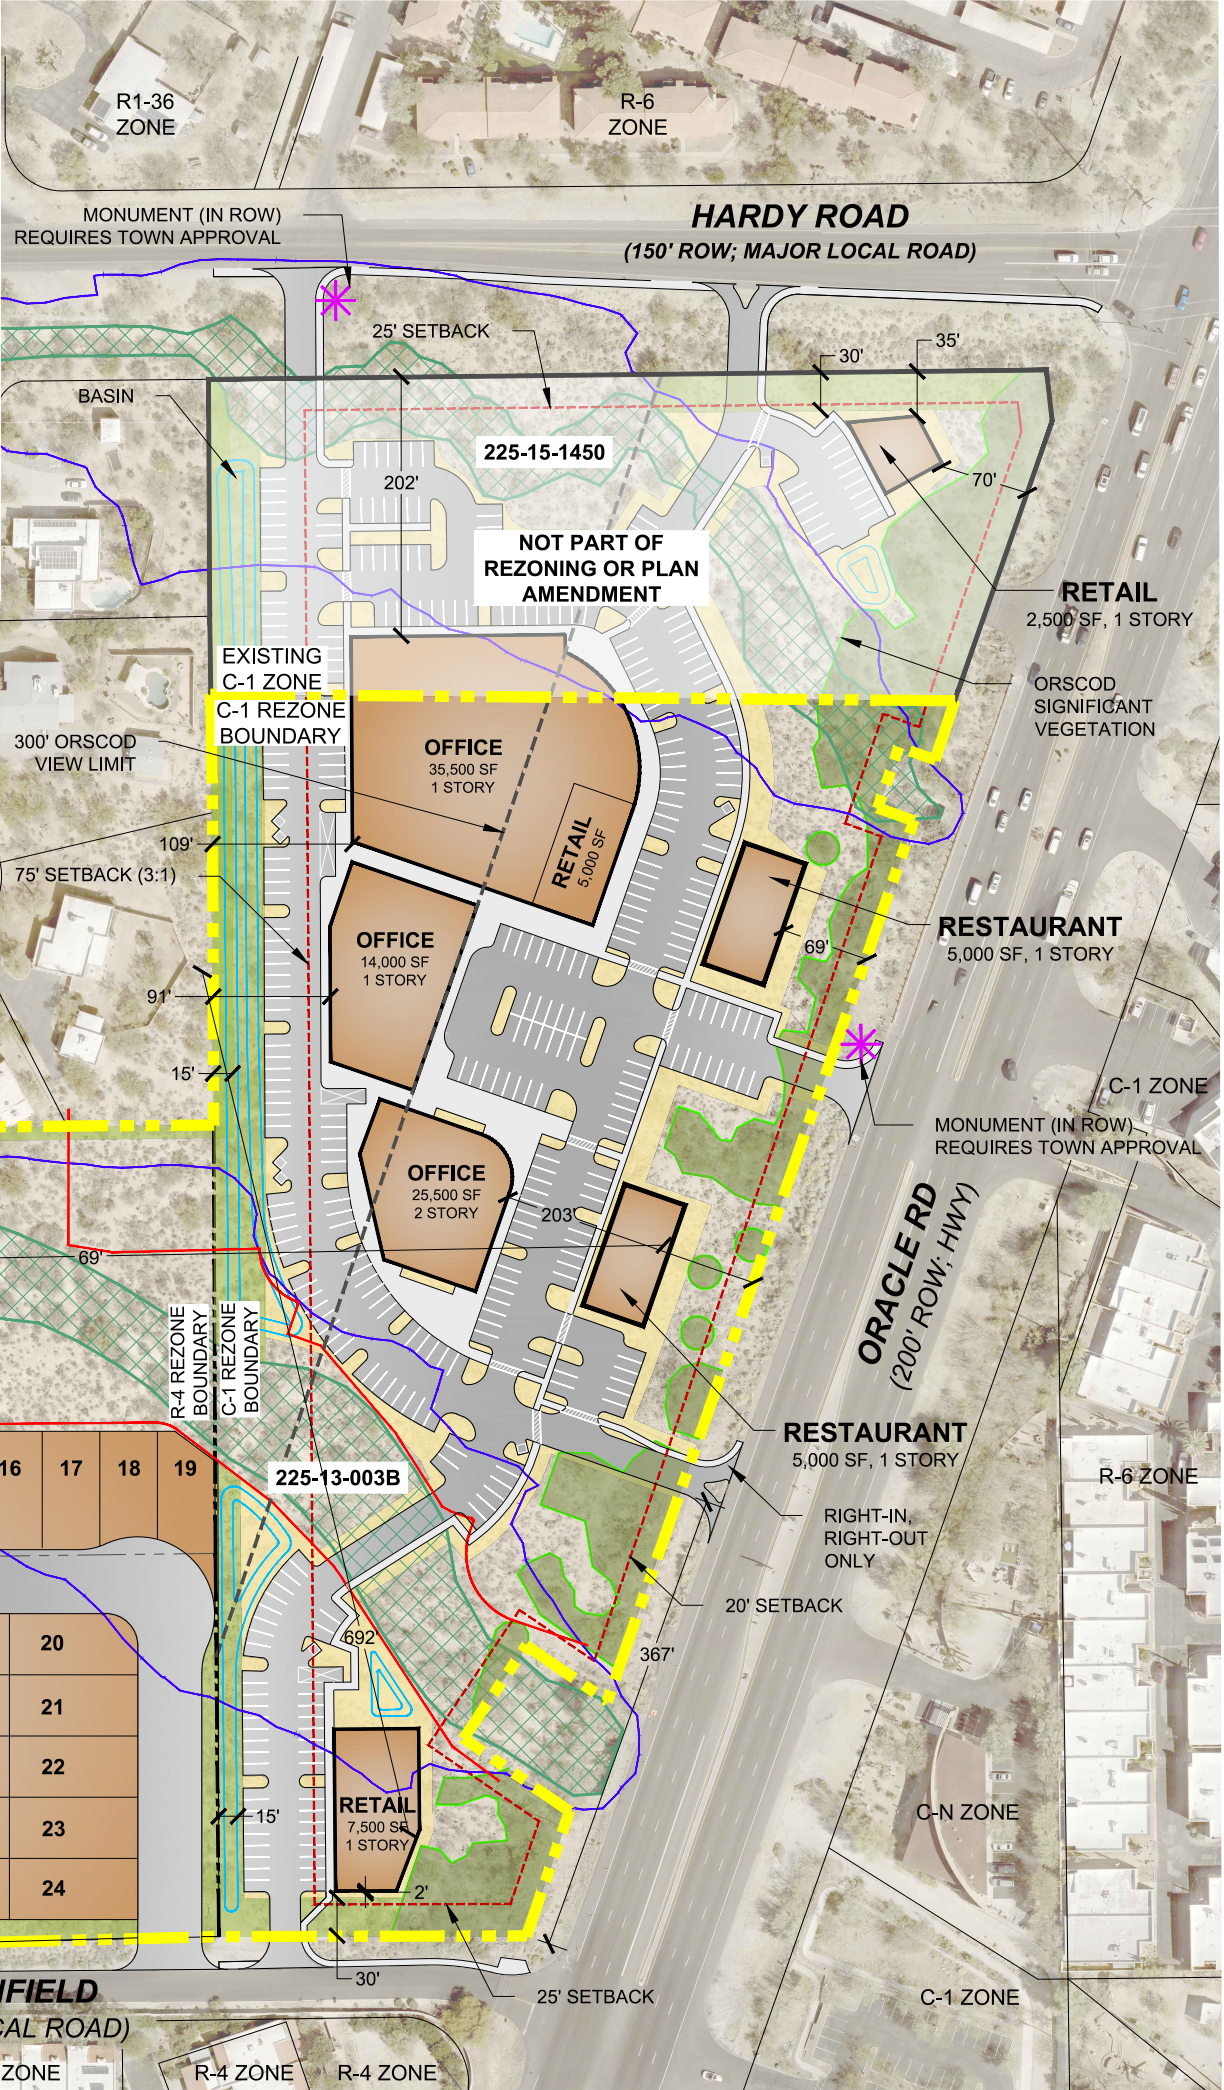 R1-36
ZONE
R-6
ZONE
MONUMENT (IN ROW)
REQUIRES TOWN APPROVAL
HARDY ROAD
(150' ROW; MAJOR LOCAL ROAD)
25' SETBACK
30'
35'
BASIN
225-15-1450
202'
70'
NOT PART OF
REZONING OR PLAN
AMENDMENT
RETAIL
2,500 SF, 1 STORY
EXISTING
C-1 ZONE
C-1 REZONE
BOUNDARY
ORSCOD
SIGNIFICANT
VEGETATION
300' ORSCOD
VIEW LIMIT
OFFICE
35,500 SF
1 STORY
RETAIL
5,000 SF
109'
75' SETBACK (3:1)
RESTAURANT
5,000 SF, 1 STORY
69'
OFFICE
14,000 SF
1 STORY
91'
15'
C-1 ZONE
MONUMENT (IN ROW)
REQUIRES TOWN APPROVAL
OFFICE
25,500 SF
2 STORY
203'
69'
ORACLE RD
(200' ROW; HWY)
R-4 REZONE
BOUNDARY
C-1 REZONE
BOUNDARY
RESTAURANT
5,000 SF, 1 STORY
16
17
18
19
225-13-003B
R-6 ZONE
RIGHT-IN,
RIGHT-OUT
ONLY
20' SETBACK
20
692'
367'
21
22
23
24
RETAIL
7,500 SF
1 STORY
15'
C-N ZONE
2'
30'
25' SETBACK
C-1 ZONE
NFIELD
CAL ROAD)
ZONE
R-4 ZONE
R-4 ZONE